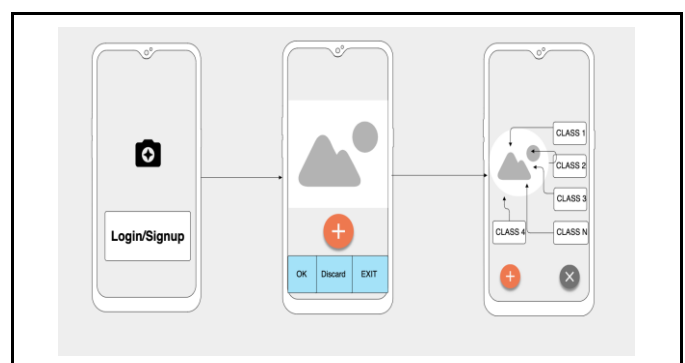 Login/Signup
+
OK Discard EXIT
CLASS 1
CLASS 2
CLASS 3
CLASS 4 CLASS N
+ X